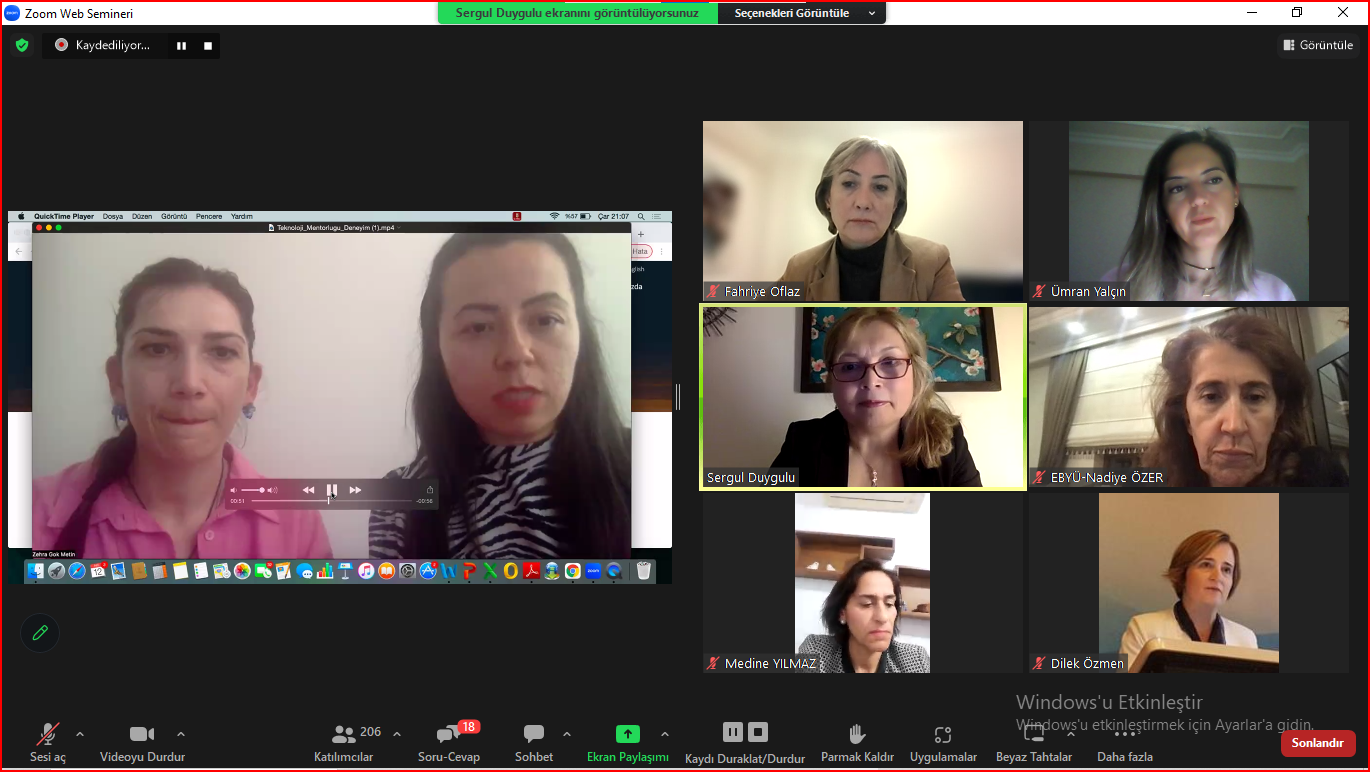 Zoom Web Semineri
Sergul Duygulu ekranını görüntülüyorsunuz
Seçenekleri Görüntüle
Kaydediliyor...
Görüntüle
QuickTime Player Dosya Düzen Görüntü Pencere Yardım
%57 Çar 21:07
Teknoloji_Mentorlugu_Deneyim (1).mp4
Hata
00:51
-00:56
Zehra Gok Metin
Fahriye Oflaz
Ümran Yalçın
Sergul Duygulu
EBYÜ-Nadiye ÖZER
Medine YILMAZ
Dilek Özmen
Windows'u Etkinleştir
Windows'u etkinleştirmek için Ayarlar'a gidin.
206
18
Sesi aç
Videoyu Durdur
Katılımcılar
Soru-Cevap
Sohbet
Ekran Paylaşımı
Kaydı Duraklat/Durdur
Parmak Kaldır
Uygulamalar
Beyaz Tahtalar
Daha fazla
Sonlandır